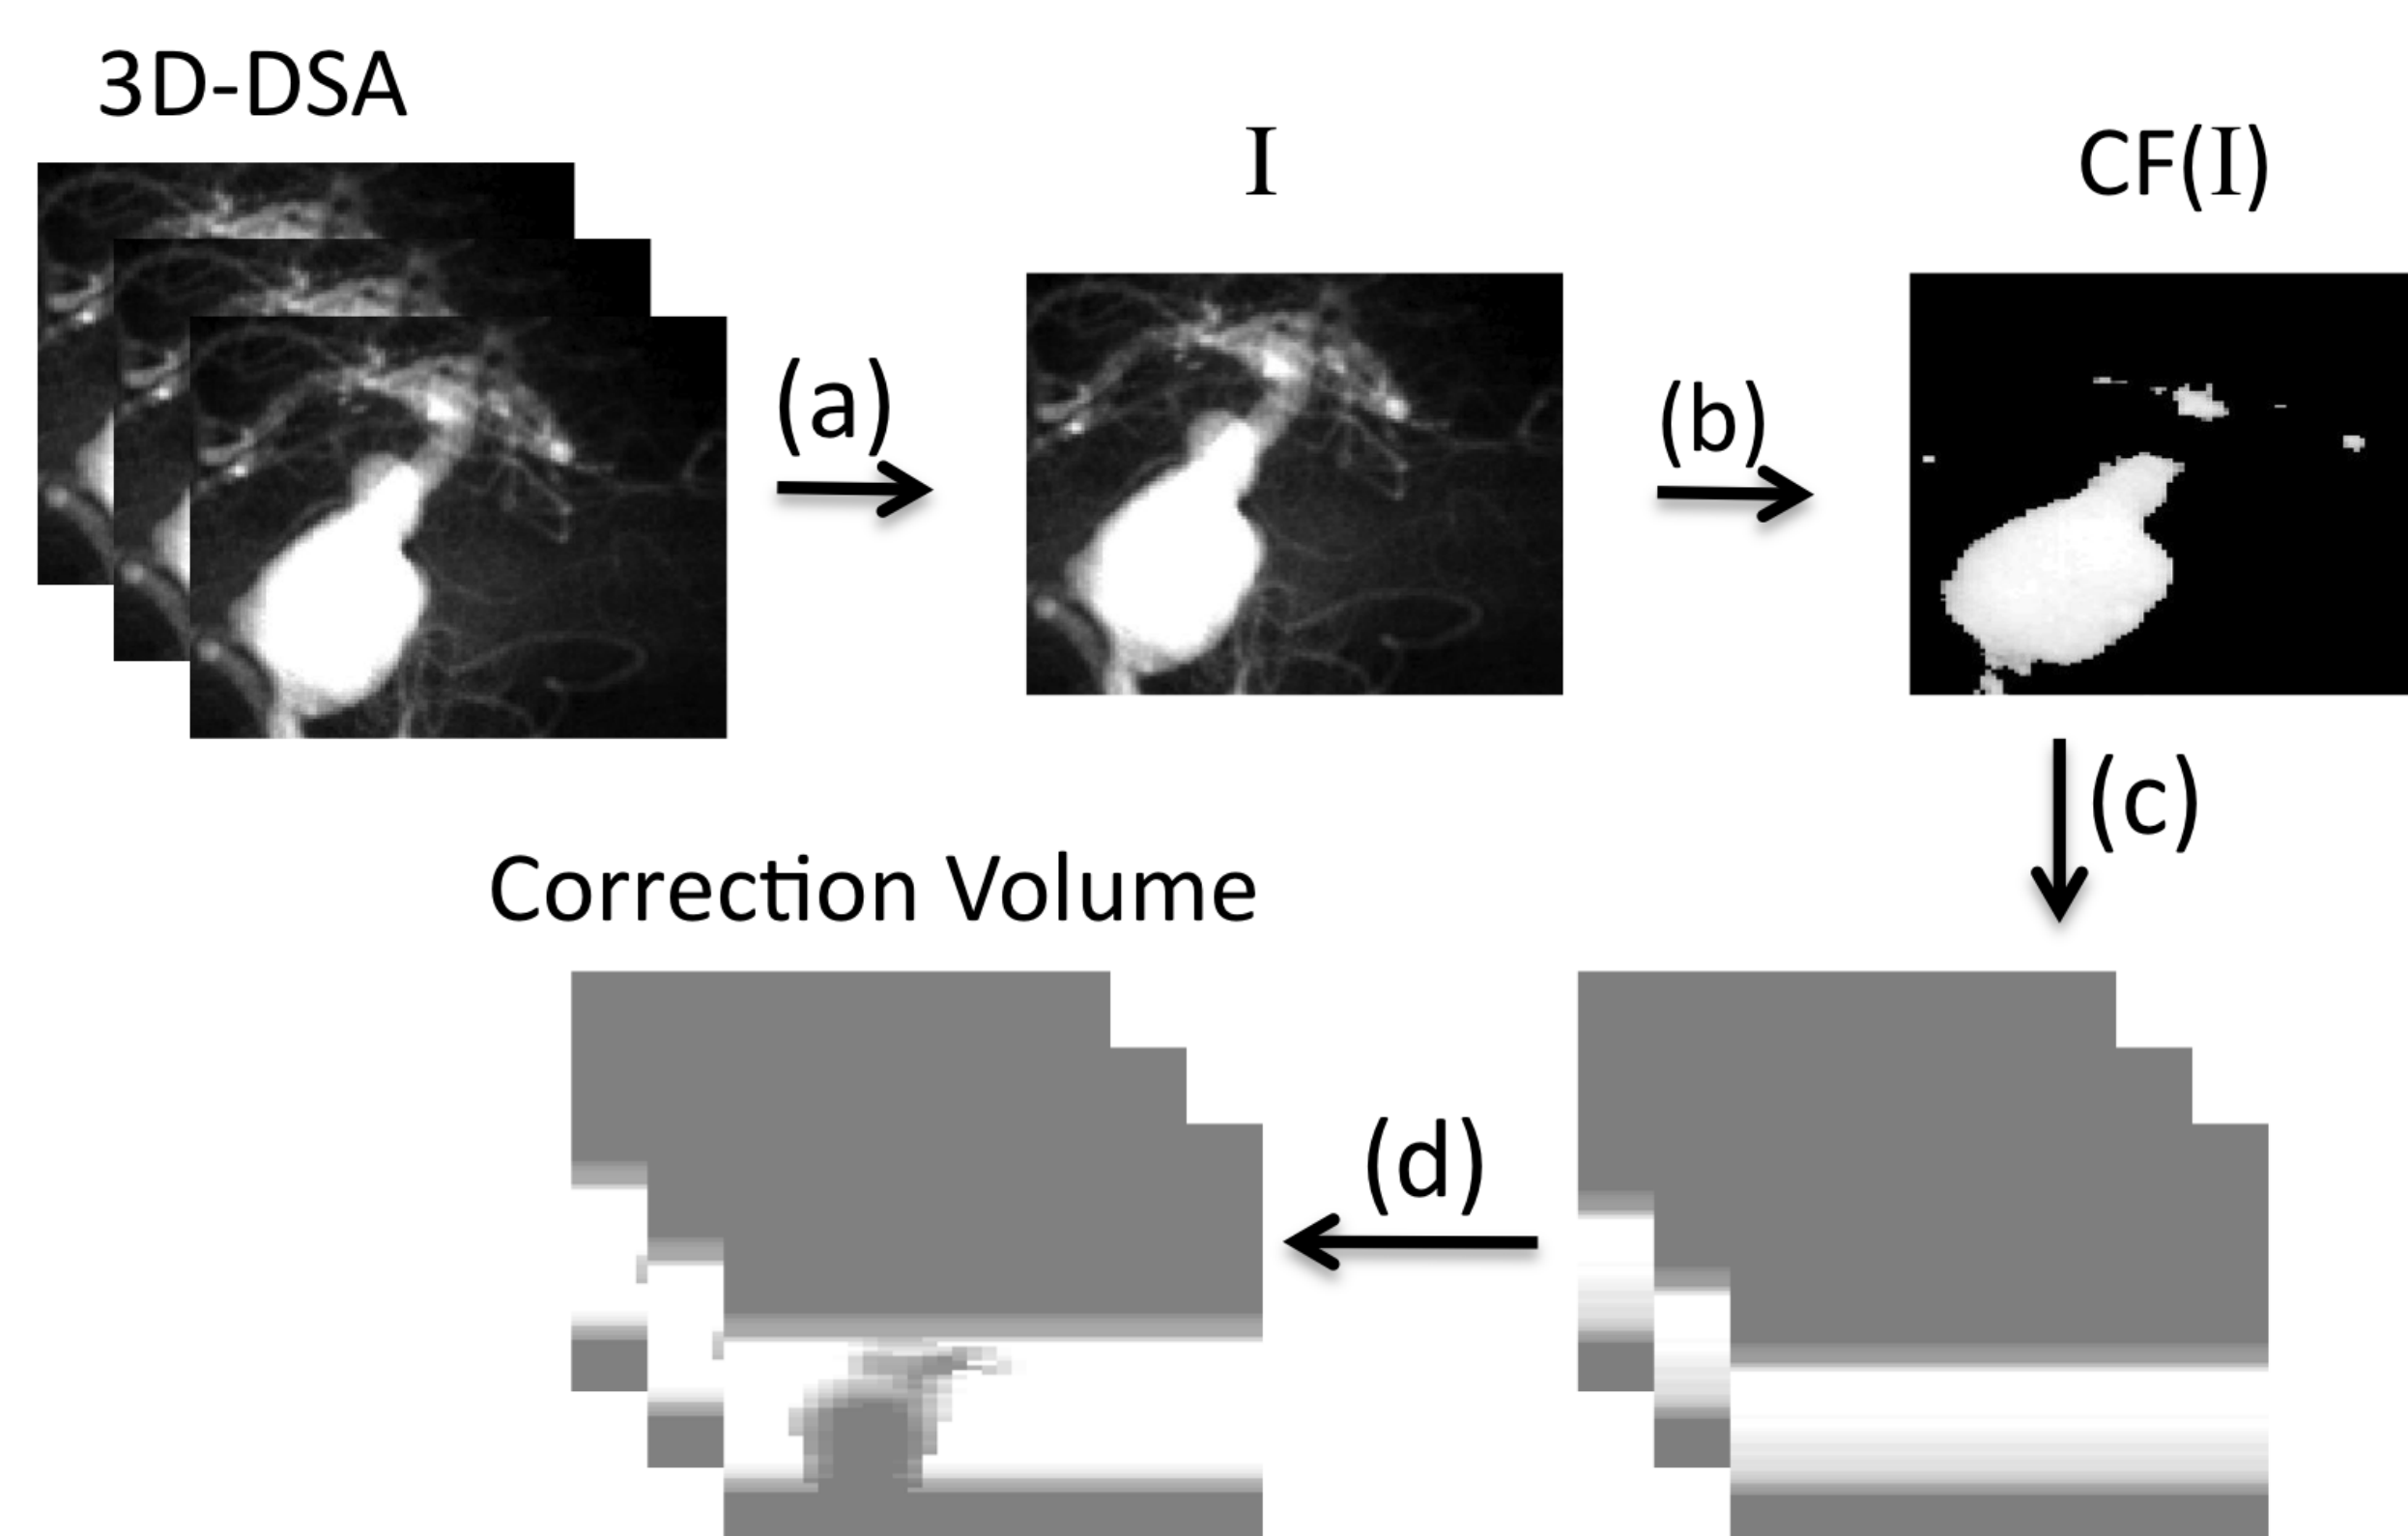 3D-DSA
I
CF(I)
(a)
(b)
(c)
Correction Volume
(d)